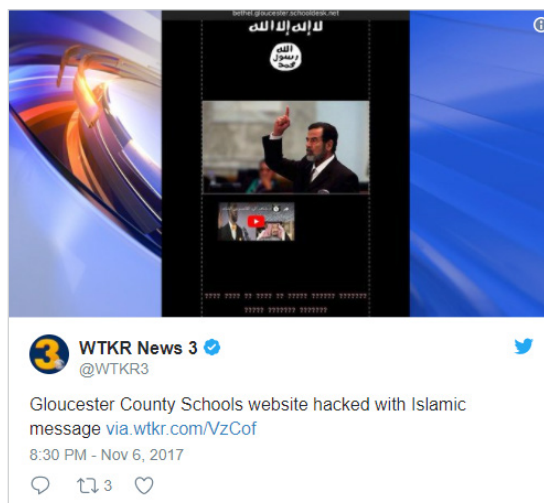 bethel.gloucester.schooldesk.net
لا إله إلا الله
الله
رسول
محمد
???? ???? ?? ???? ?? ????? ?????? ???????
????? ??????? ???????
3
WTKR News 3
@WTKR3
Gloucester County Schools website hacked with Islamic
message via.wtkr.com/VzCof
8:30 PM - Nov 6, 2017
3